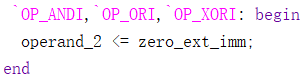 `OP_ANDI,`OP_ORI,`OP_XORI: begin
operand_2 <= zero_ext_imm;
end